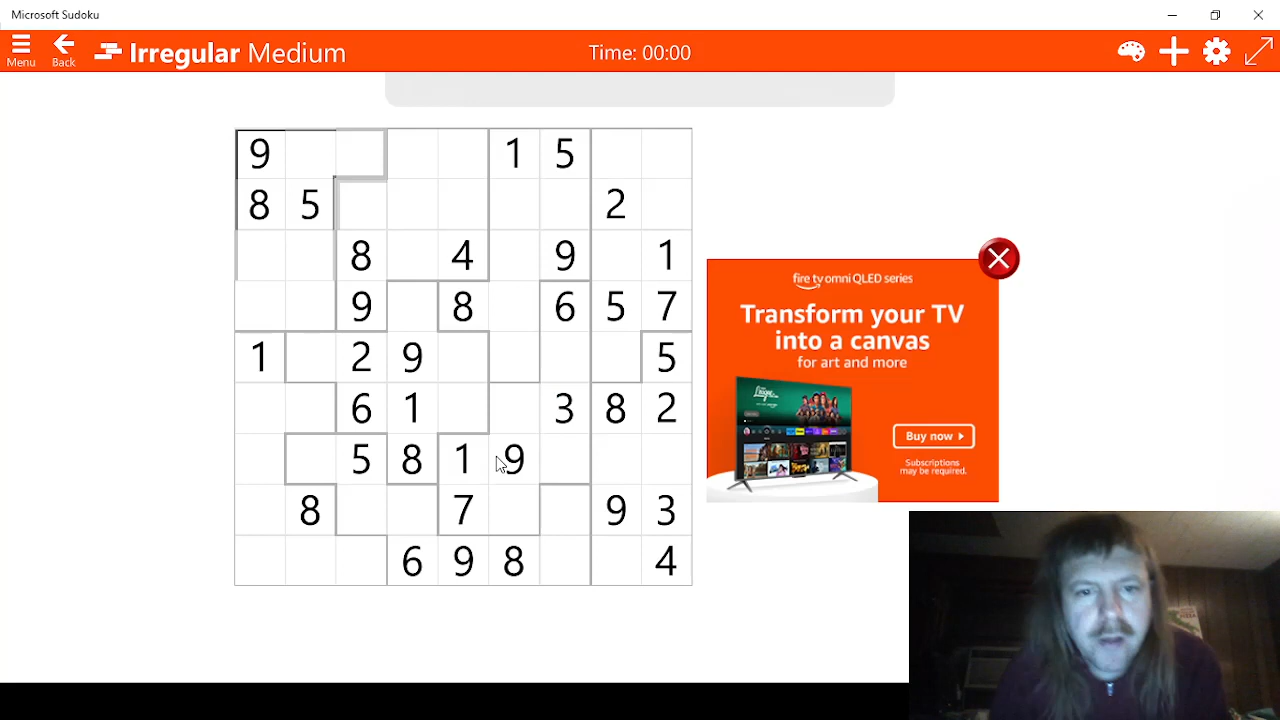 Microsoft Sudoku
Menu
Back
Irregular Medium
Time: 00:00
9 1 5
8 5 2
8 4 9 1
9 8 6 5 7
1 2 9 5
6 1 3 8 2
5 8 1 9
8 7 9 3
6 9 8 4
fire tv omni QLED series
Transform your TV
into a canvas
for art and more
Buy now
Subscriptions
may be required.